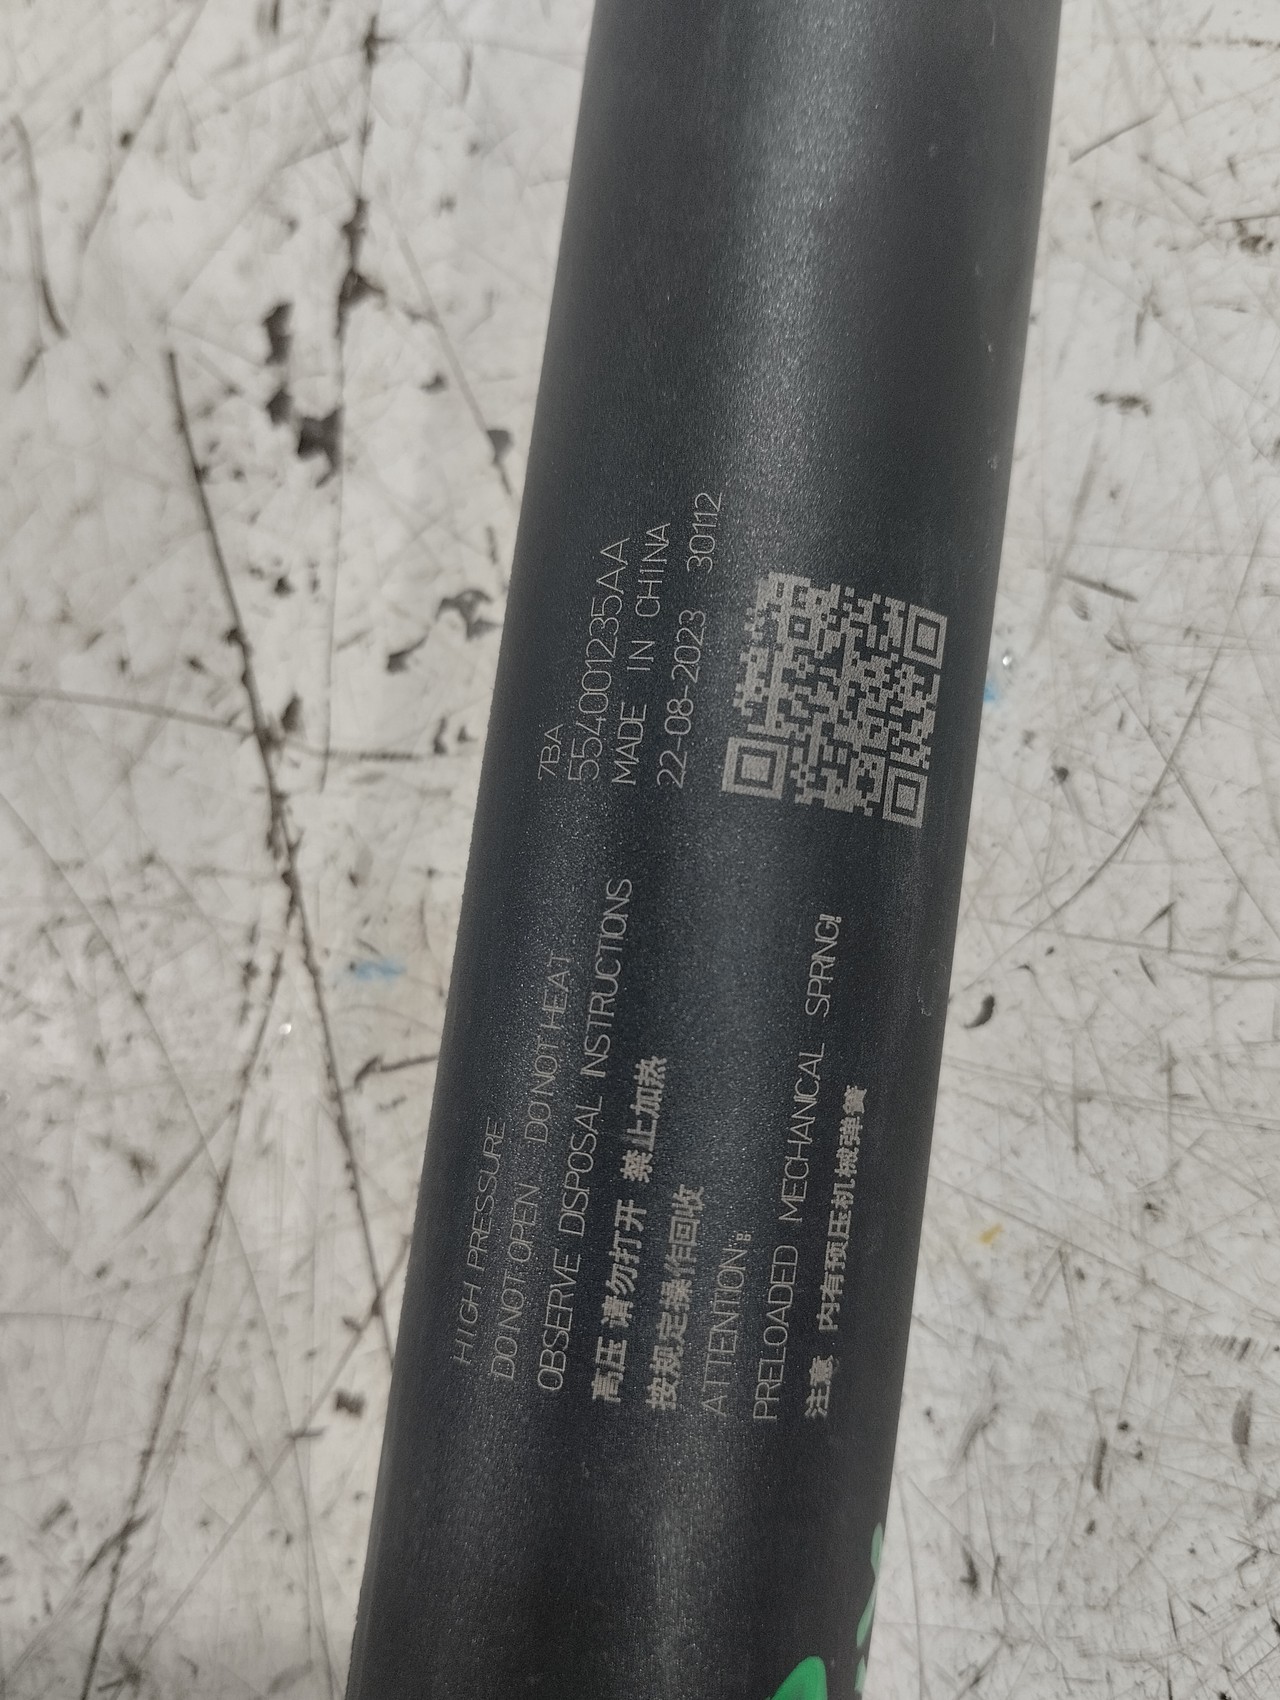 7BA
554001235AA
MADE IN CHINA
22-08-2023 30112
HIGH PRESSURE
DO NOT OPEN DO NOT HEAT
OBSERVE DISPOSAL INSTRUCTIONS
高压 请勿打开 禁止加热
按规定操作回收
ATTENTION:
PRELOADED MECHANICAL SPRING!
注意，内有预压机械弹簧